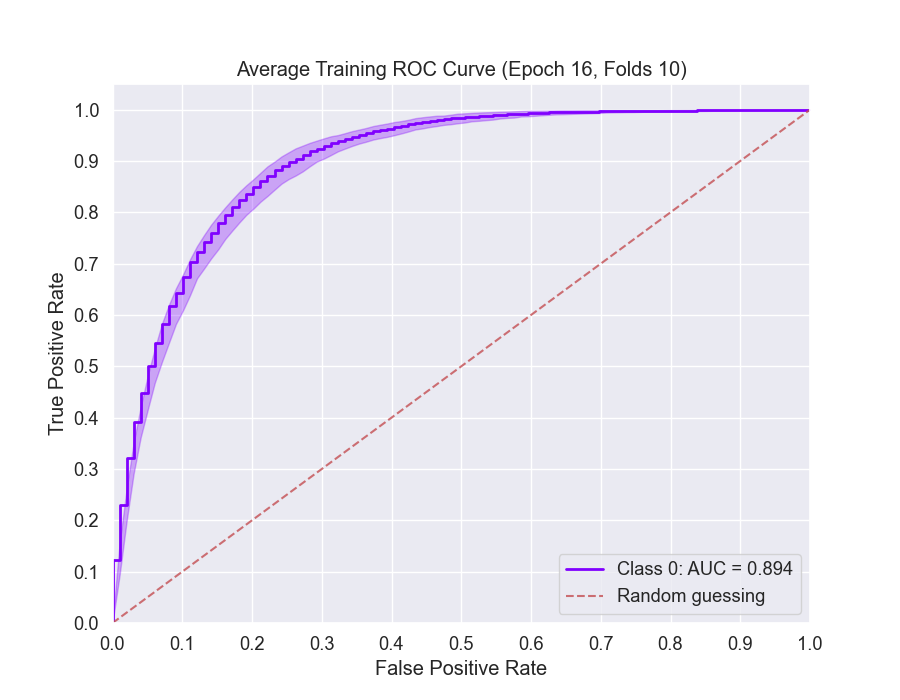 Average Training ROC Curve (Epoch 16, Folds 10)
True Positive Rate
1.0
0.9
0.8
0.7
0.6
0.5
0.4
0.3
0.2
0.1
0.0
Class 0: AUC = 0.894
Random guessing
0.0 0.1 0.2 0.3 0.4 0.5 0.6 0.7 0.8 0.9 1.0
False Positive Rate